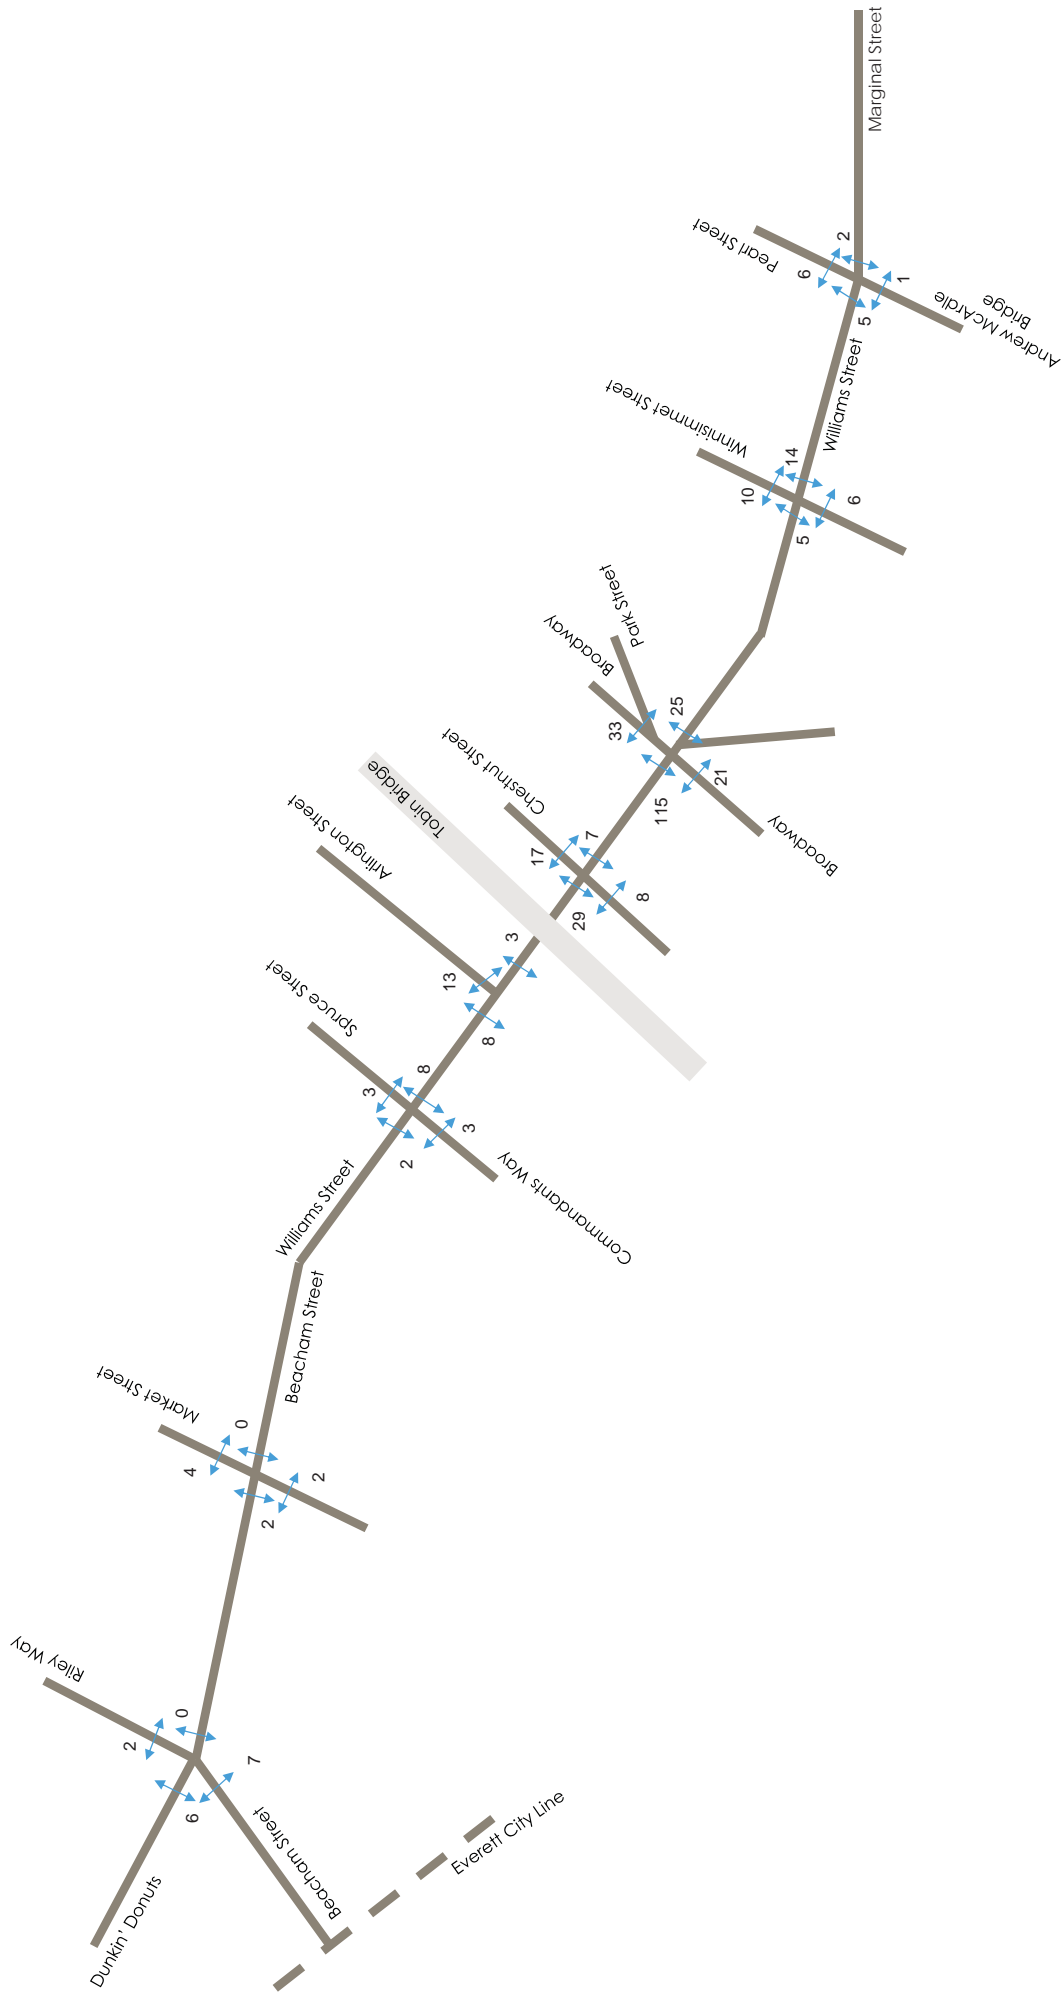 Marginal Street
Pearl Street
2
6
1
5
Andrew McArdle
Bridge
Williams Street
Winnisimmet Street
14
10
6
5
Park Street
Broadway
25
33
21
115
Broadway
Chestnut Street
7
17
8
29
Tobin Bridge
Arlington Street
3
13
8
Spruce Street
8
3
3
2
Commandants Way
Williams Street
Beacham Street
Market Street
0
4
2
2
Riley Way
0
2
7
6
Beacham Street
Everett City Line
Dunkin' Donuts